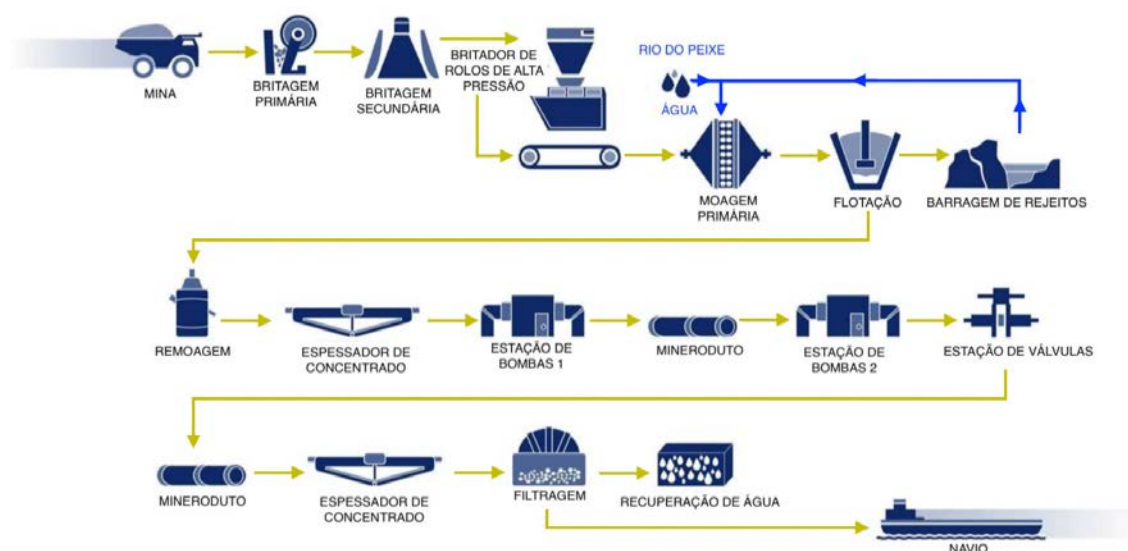 MINA
BRITAGEM
PRIMÁRIA
BRITAGEM
SECUNDÁRIA
BRITADOR DE
ROLOS DE ALTA
PRESSÃO
RIO DO PEIXE
ÁGUA
MOAGEM
PRIMÁRIA
FLOTAÇÃO
BARRAGEM DE REJEITOS
REMOAGEM
ESPESSADOR DE
CONCENTRADO
ESTAÇÃO DE
BOMBAS 1
MINERODUTO
ESTAÇÃO DE
BOMBAS 2
ESTAÇÃO DE VÁLVULAS
MINERODUTO
ESPESSADOR DE
CONCENTRADO
FILTRAGEM
RECUPERAÇÃO DE ÁGUA
NAVIO